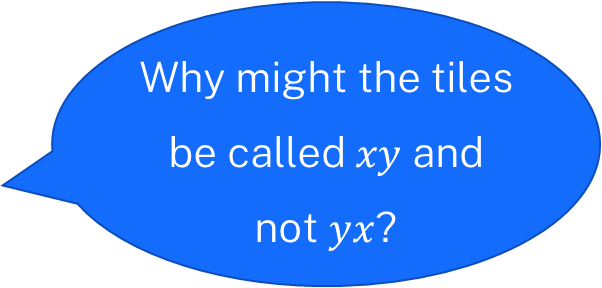 Why might the tiles
be called xy and
not yx?